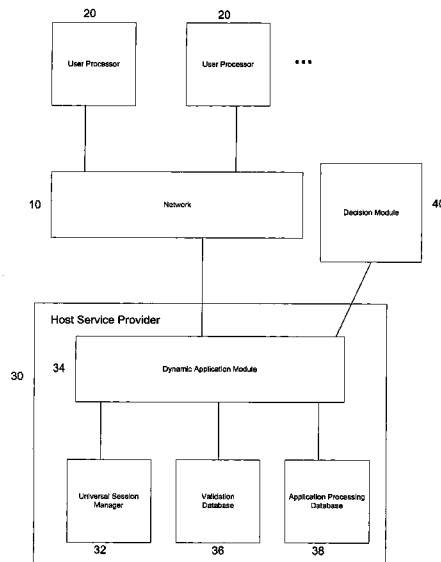 20
20
User Processor
User Processor
...
10
Network
Decision Module
40
Host Service Provider
34
Dynamic Application Module
30
Universal Session
Manager
Validation
Database
Application Processing
Database
32
36
38